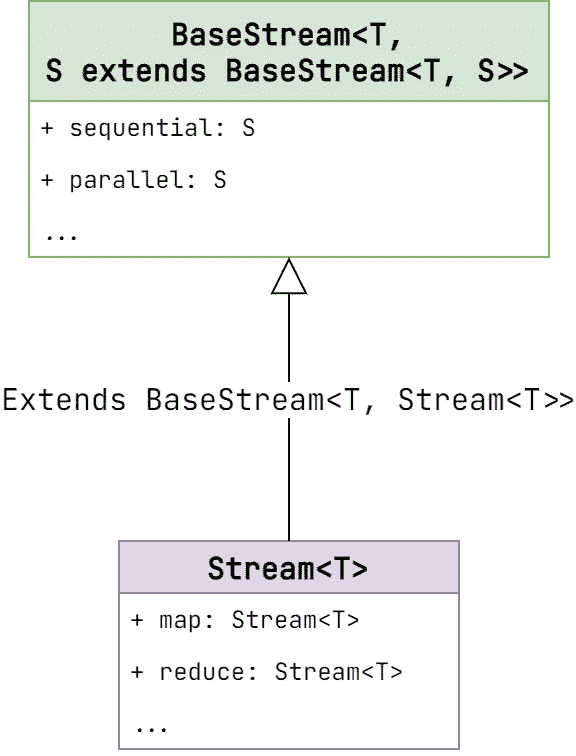 BaseStream<T,
S extends BaseStream<T, S>>
+ sequential: S
+ parallel: S
...
Extends BaseStream<T, Stream<T>>
Stream<T>
+ map: Stream<T>
+ reduce: Stream<T>
...